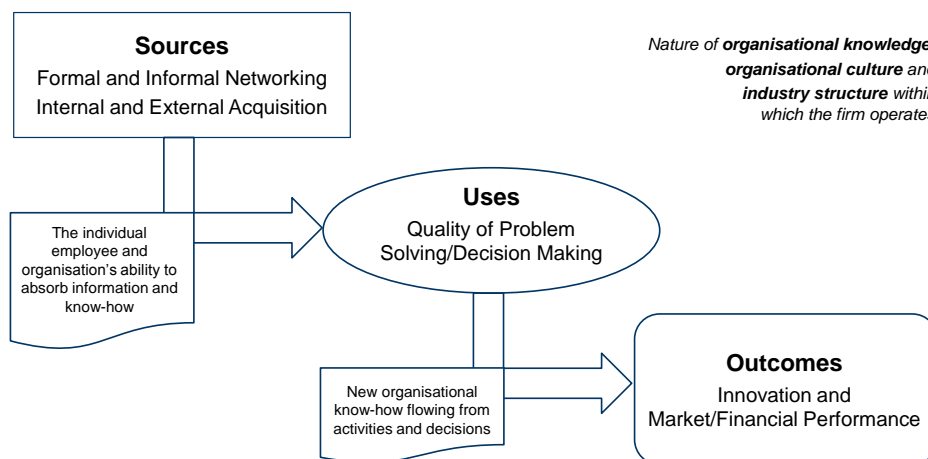 Sources
Formal and Informal Networking
Internal and External Acquisition
Nature of organisational knowledge,
organisational culture and
industry structure within
which the firm operates
The individual
employee and
organisation's ability to
absorb information and
know-how
Uses
Quality of Problem
Solving/Decision Making
New organisational
know-how flowing from
activities and decisions
Outcomes
Innovation and
Market/Financial Performance